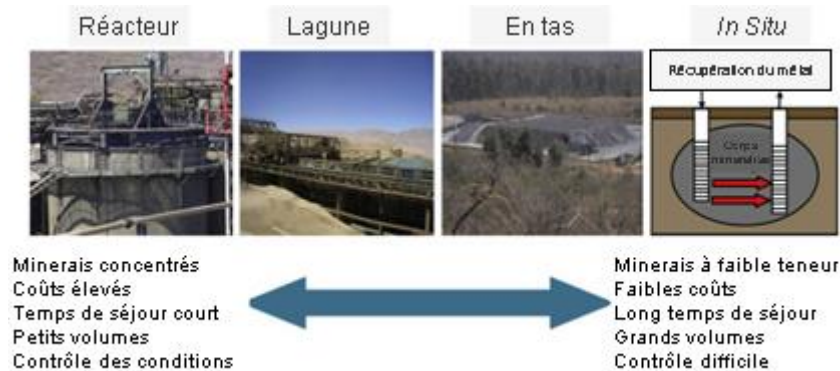 Réacteur
Lagune
En tas
In Situ
Récupération du métal
Minerais concentrés
Coûts élevés
Temps de séjour court
Petits volumes
Contrôle des conditions
Minerais à faible teneur
Faibles coûts
Long temps de séjour
Grands volumes
Contrôle difficile